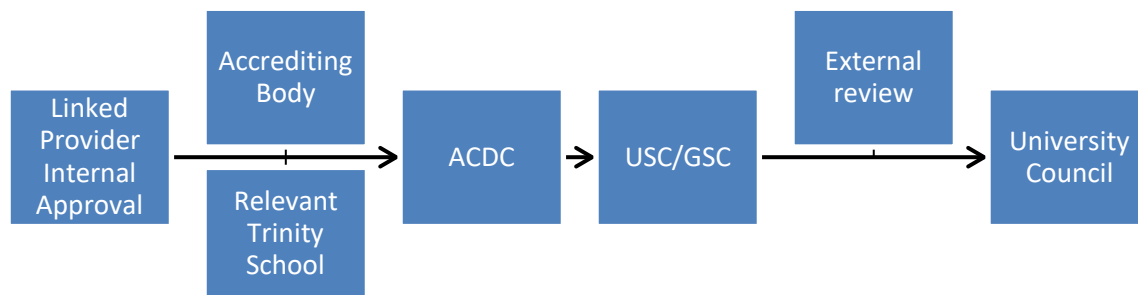 Linked
Provider
Internal
Approval
Accrediting
Body
Relevant
Trinity
School
ACDC
USC/GSC
External
review
University
Council